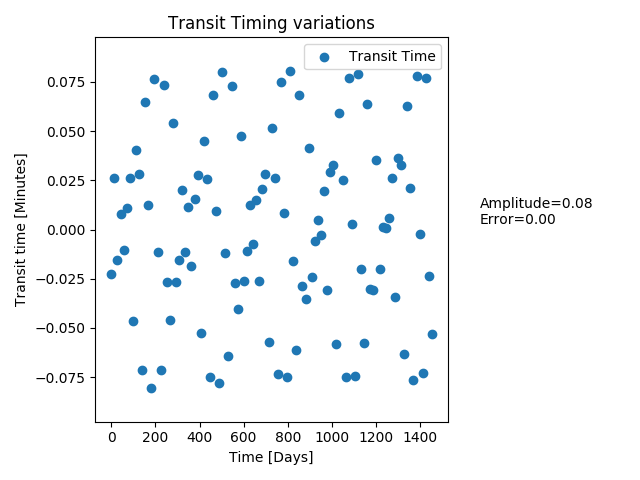 Transit Timing variations
Transit Time
0.075
0.050
0.025
0.000
−0.025
−0.050
−0.075
Transit time [Minutes]
Amplitude=0.08
Error=0.00
0 200 400 600 800 1000 1200 1400
Time [Days]